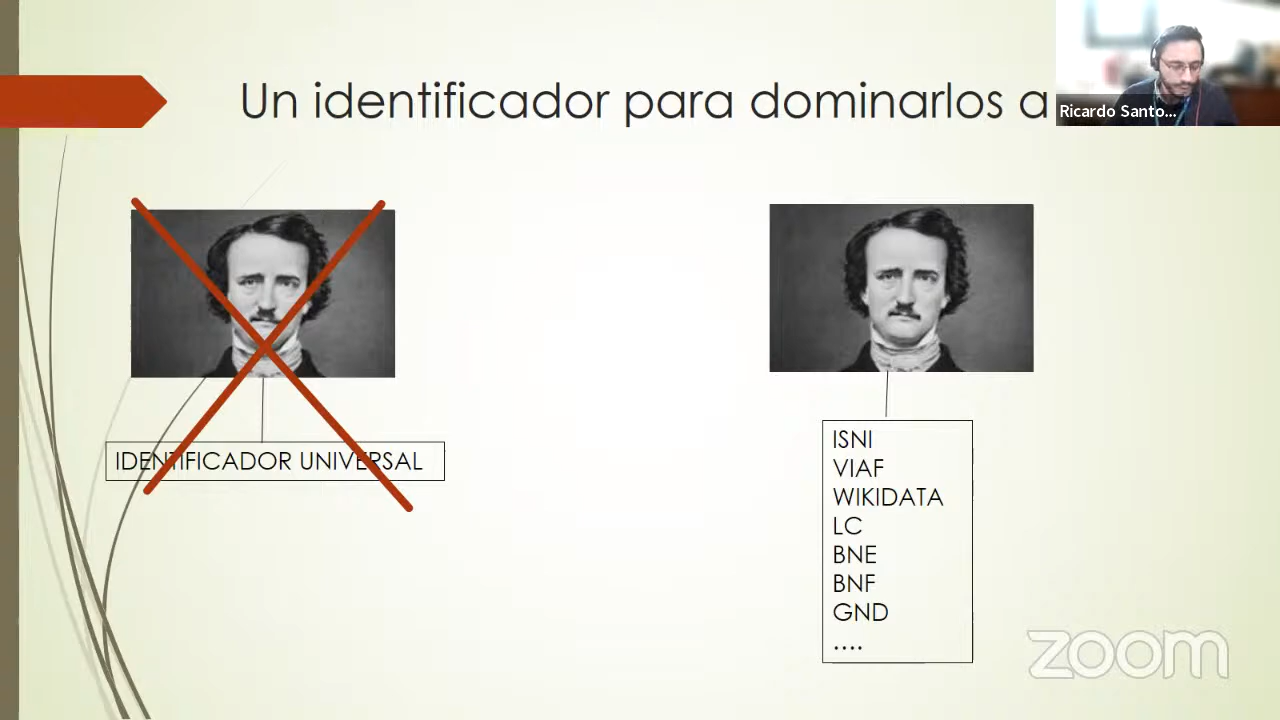 Un identificador para dominarlos a
Ricardo Santo...
IDENTIFICADOR UNIVERSAL
ISNI
VIAF
WIKIDATA
LC
BNE
BNF
GND
....
zoom